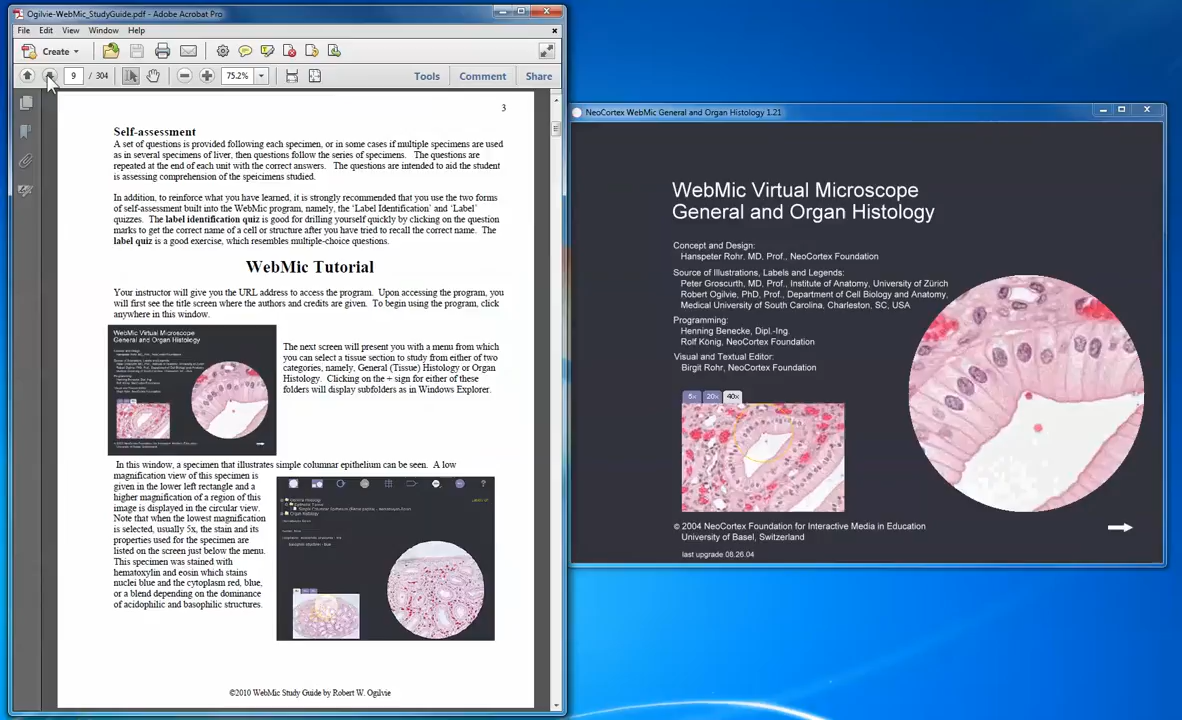 Ogilvie-WebMic_StudyGuide.pdf - Adobe Acrobat Pro
File Edit View Window Help
Create
9 / 304 75.2% Tools Comment Share
3
Self-assessment
A set of questions is provided following each specimen, or in some cases if multiple specimens are used
as in several specimens of liver, then questions follow the series of specimens. The questions are
repeated at the end of each unit with the correct answers. The questions are intended to aid the student
is assessing comprehension of the speicimens studied.
In addition, to reinforce what you have learned, it is strongly recommended that you use the two forms
of self-assessment built into the WebMic program, namely, the ‘Label Identification’ and ‘Label’
quizzes. The label identification quiz is good for drilling yourself quickly by clicking on the question
marks to get the correct name of a cell or structure after you have tried to recall the correct name. The
label quiz is a good exercise, which resembles multiple-choice questions.
WebMic Tutorial
Your instructor will give you the URL address to access the program. Upon accessing the program, you
will first see the title screen where the authors and credits are given. To begin using the program, click
anywhere in this window.
WebMic Virtual Microscope
General and Organ Histology
The next screen will present you with a menu from which
you can select a tissue section to study from either of two
categories, namely, General (Tissue) Histology or Organ
Histology. Clicking on the + sign for either of these
folders will display subfolders as in Windows Explorer.
In this window, a specimen that illustrates simple columnar epithelium can be seen. A low
magnification view of this specimen is
given in the lower left rectangle and a
higher magnification of a region of this
image is displayed in the circular view.
Note that when the lowest magnification
is selected, usually 5x, the stain and its
properties used for the specimen are
listed on the screen just below the menu.
This specimen was stained with
hematoxylin and eosin which stains
nuclei blue and the cytoplasm red, blue,
or a blend depending on the dominance
of acidophilic and basophilic structures.
©2010 WebMic Study Guide by Robert W. Ogilvie
NeoCortex WebMic General and Organ Histology 1.21
WebMic Virtual Microscope
General and Organ Histology
Concept and Design:
Hanspeter Rohr, MD. Prof., NeoCortex Foundation
Source of Illustrations, Labels and Legends:
Peter Groscurth, MD. Prof., Institute of Anatomy, University of Zürich
Robert Ogilvie, PhD, Prof., Department of Cell Biology and Anatomy,
Medical University of South Carolina, Charleston, SC, USA
Programming:
Henning Benecke, Dipl.-Ing.
Rolf König, NeoCortex Foundation
Visual and Textual Editor:
Birgit Rohr, NeoCortex Foundation
5x 20x 40x
© 2004 NeoCortex Foundation for Interactive Media in Education
University of Basel, Switzerland
last upgrade 08.26.04